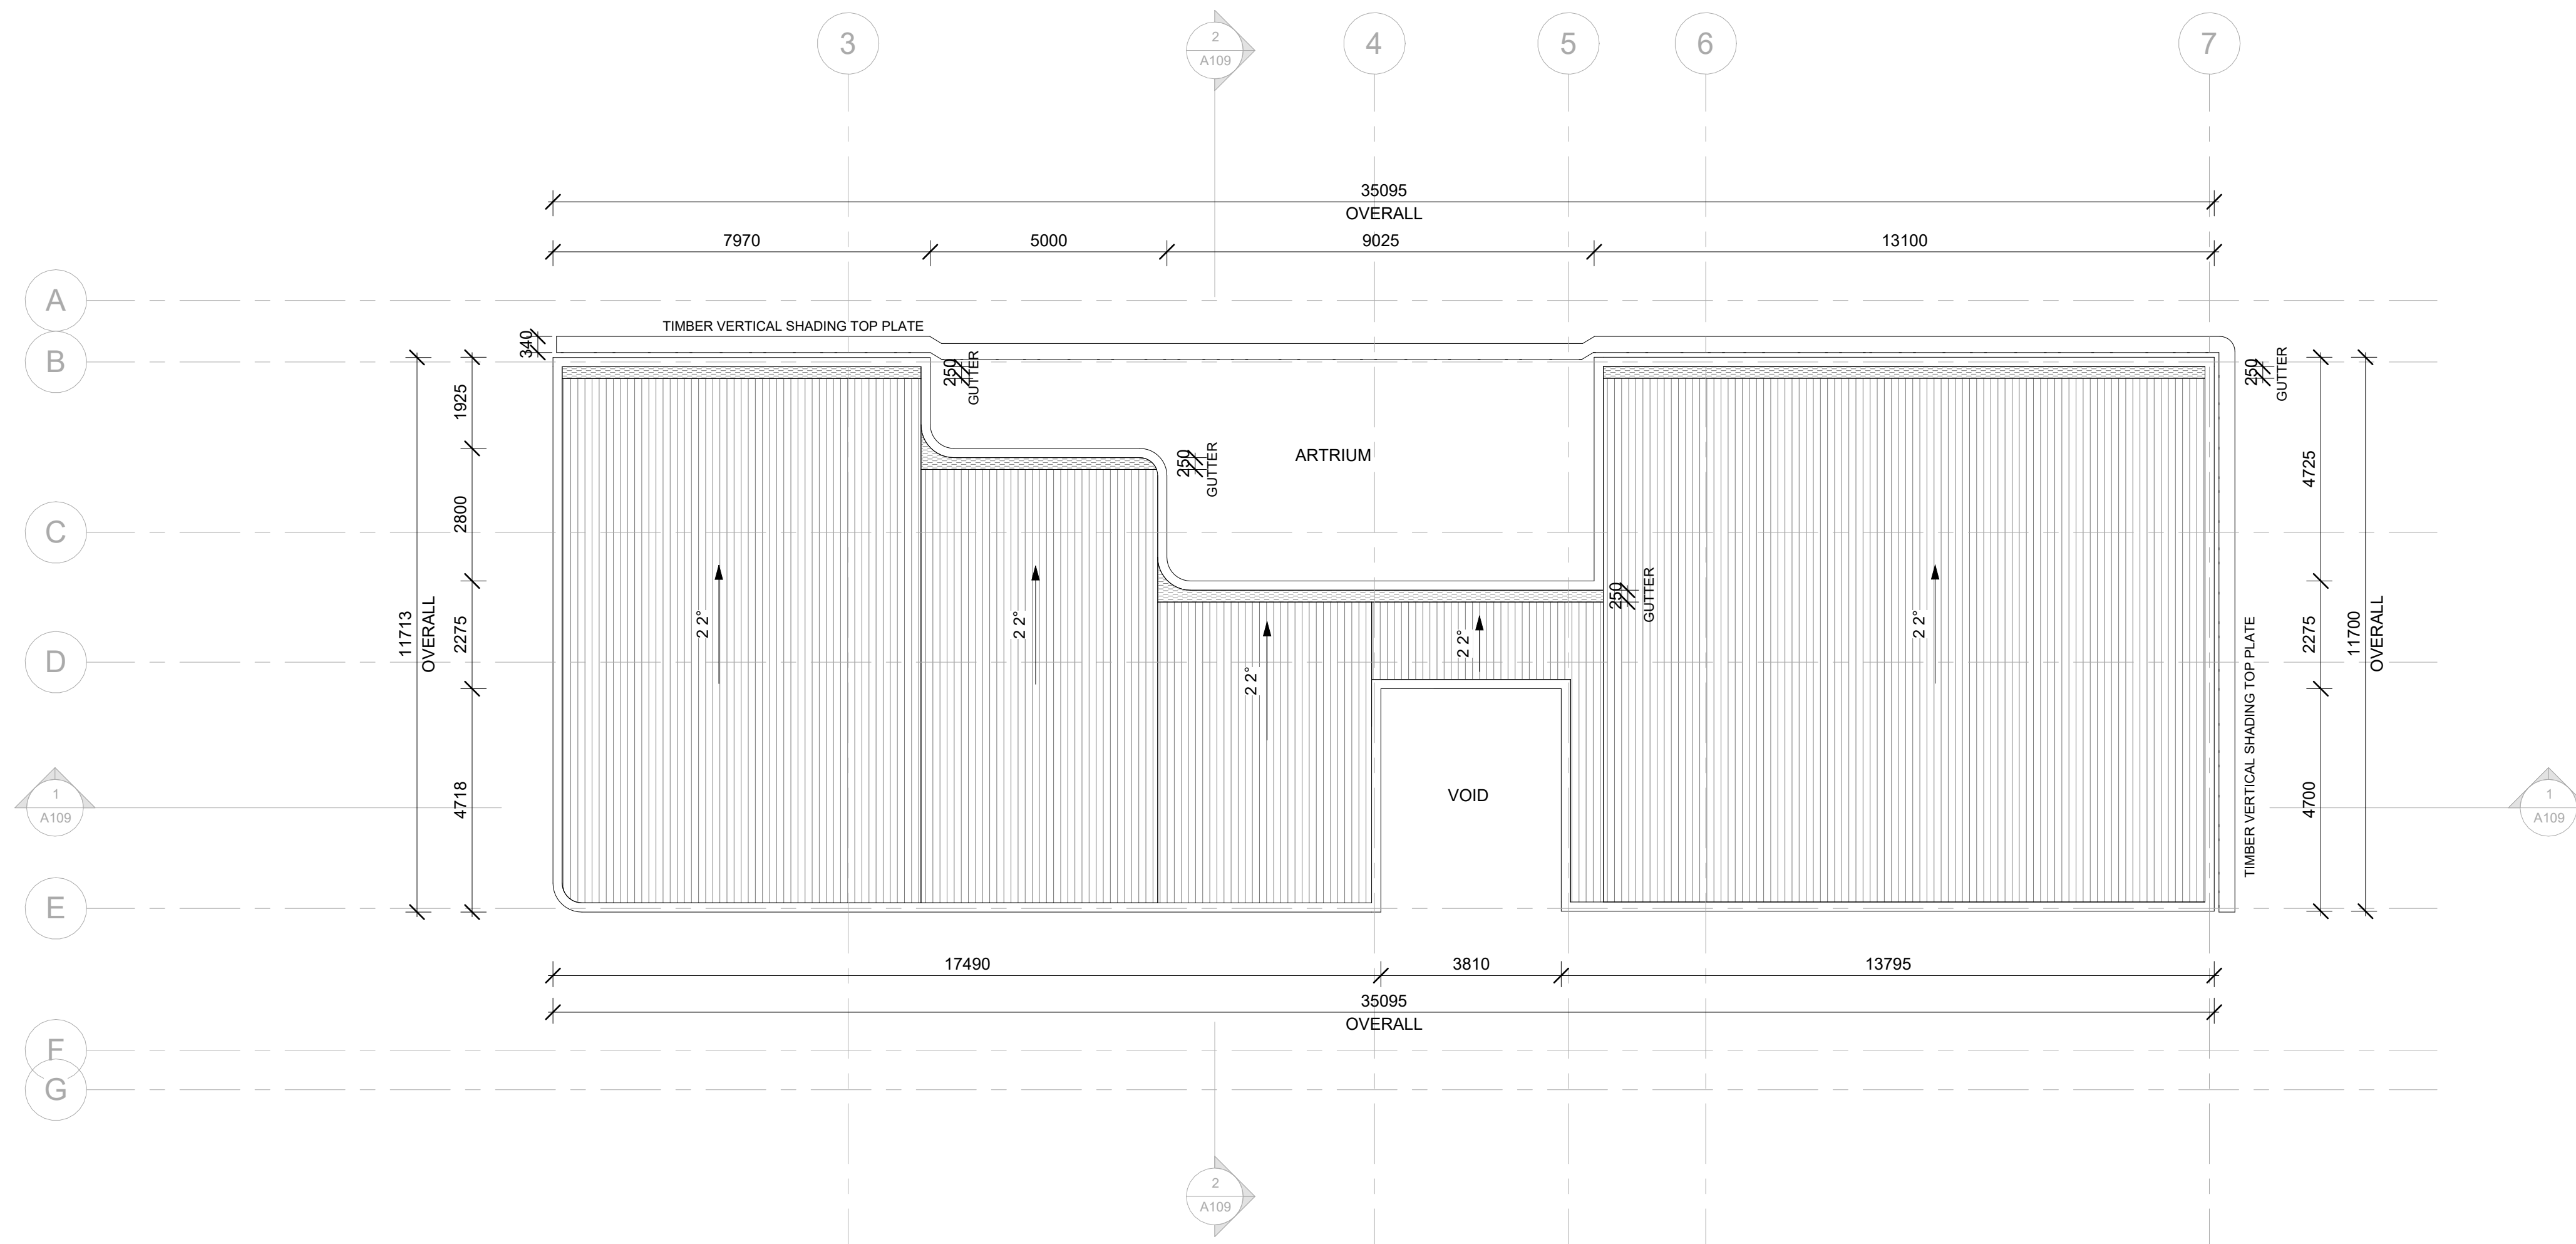 3
2
A109
4
5
6
7
35095
OVERALL
7970
5000
9025
13100
A
B
C
D
E
F
G
TIMBER VERTICAL SHADING TOP PLATE
340
250
GUTTER
250
GUTTER
1925
2800
2275
4718
11713
OVERALL
250
GUTTER
ARTRIUM
250
GUTTER
4725
2275
4700
11700
OVERALL
2 2°
2 2°
2 2°
2 2°
2 2°
TIMBER VERTICAL SHADING TOP PLATE
VOID
1
A109
1
A109
17490
3810
13795
35095
OVERALL
2
A109